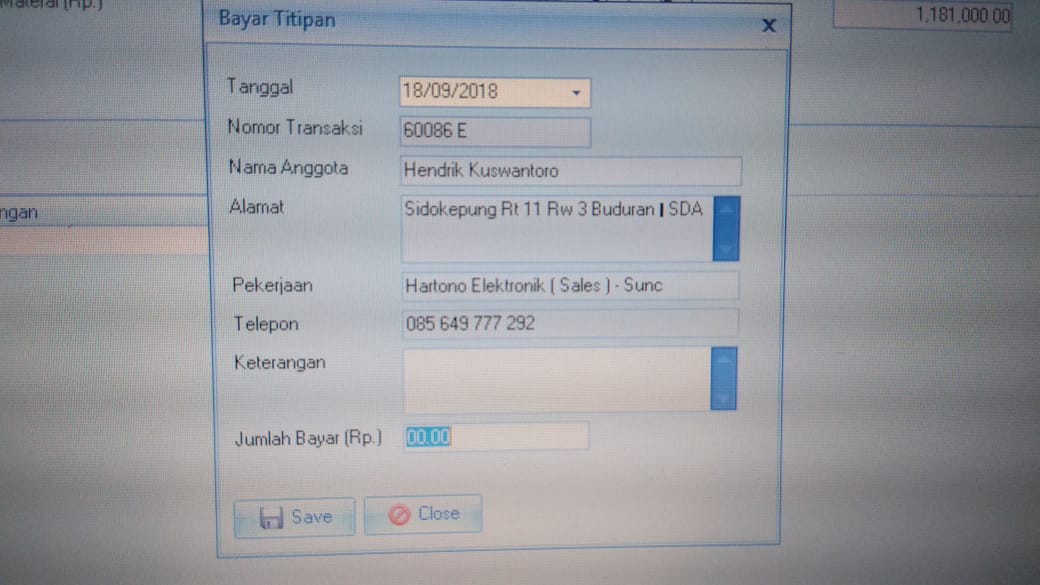 Bayar Titipan
X
1,181,000.00
Tanggal
18/09/2018
Nomor Transaksi
60086 E
Nama Anggota
Hendrik Kuswantoro
Alamat
Sidokepung Rt 11 Rw 3 Buduran | SDA
ngan
Pekerjaan
Hartono Elektronik ( Sales ) - Sunc
Telepon
085 649 777 292
Keterangan
Jumlah Bayar (Rp.)
00.00
Save
Close